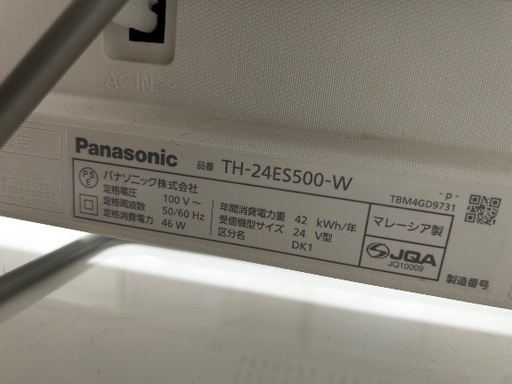 AC IN ～
Panasonic 品番 TH-24ES500-W
PS E パナソニック株式会社
定格電圧 100 V～
定格周波数 50/60 Hz
定格消費電力 46 W
年間消費電力量 42 kWh/年
受信機型サイズ 24 V型
区分名 DK1
- p -
TBM4GD9731
マレーシア製
JQA
JQ10009
製造番号